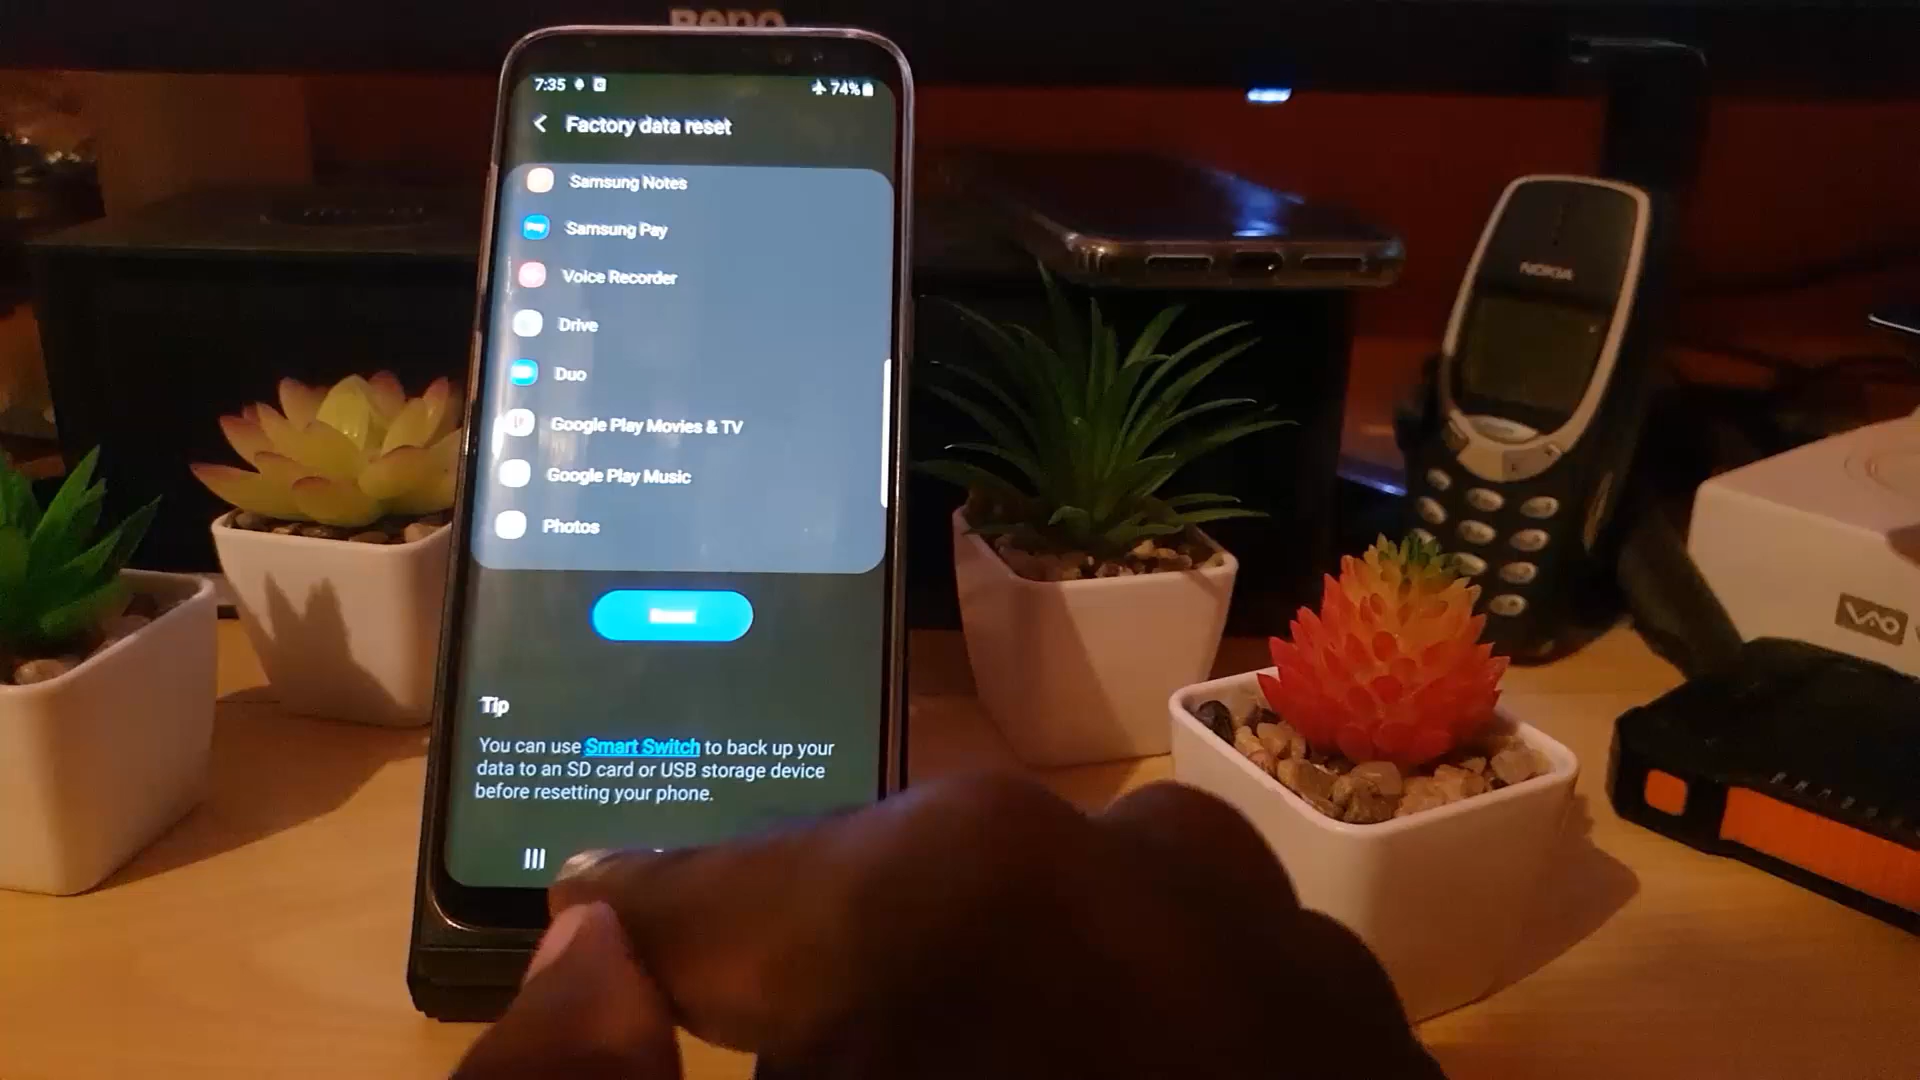 BenQ
7:35
74%
Factory data reset
Samsung Notes
Samsung Pay
Voice Recorder
Drive
Duo
Google Play Movies & TV
Google Play Music
Photos
Reset
Tip
You can use Smart Switch to back up your
data to an SD card or USB storage device
before resetting your phone.
NOKIA